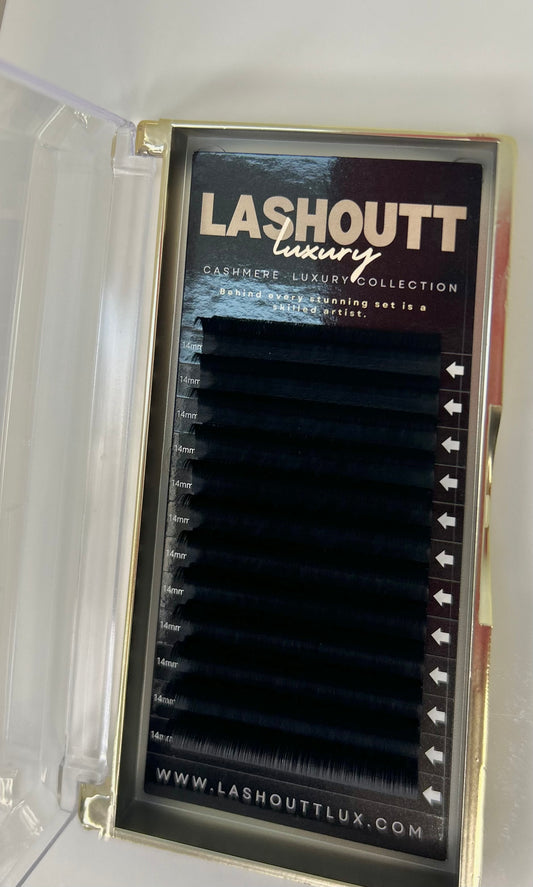 LASHOUTT
luxury
CASHMERE LUXURY COLLECTION
Behind every stunning set is a
skilled artist.
14mm
14mm
14mm
14mm
14mm
14mm
14mm
14mm
14mm
14mm
14mm
14mm
WWW.LASHOUTTLUX.COM